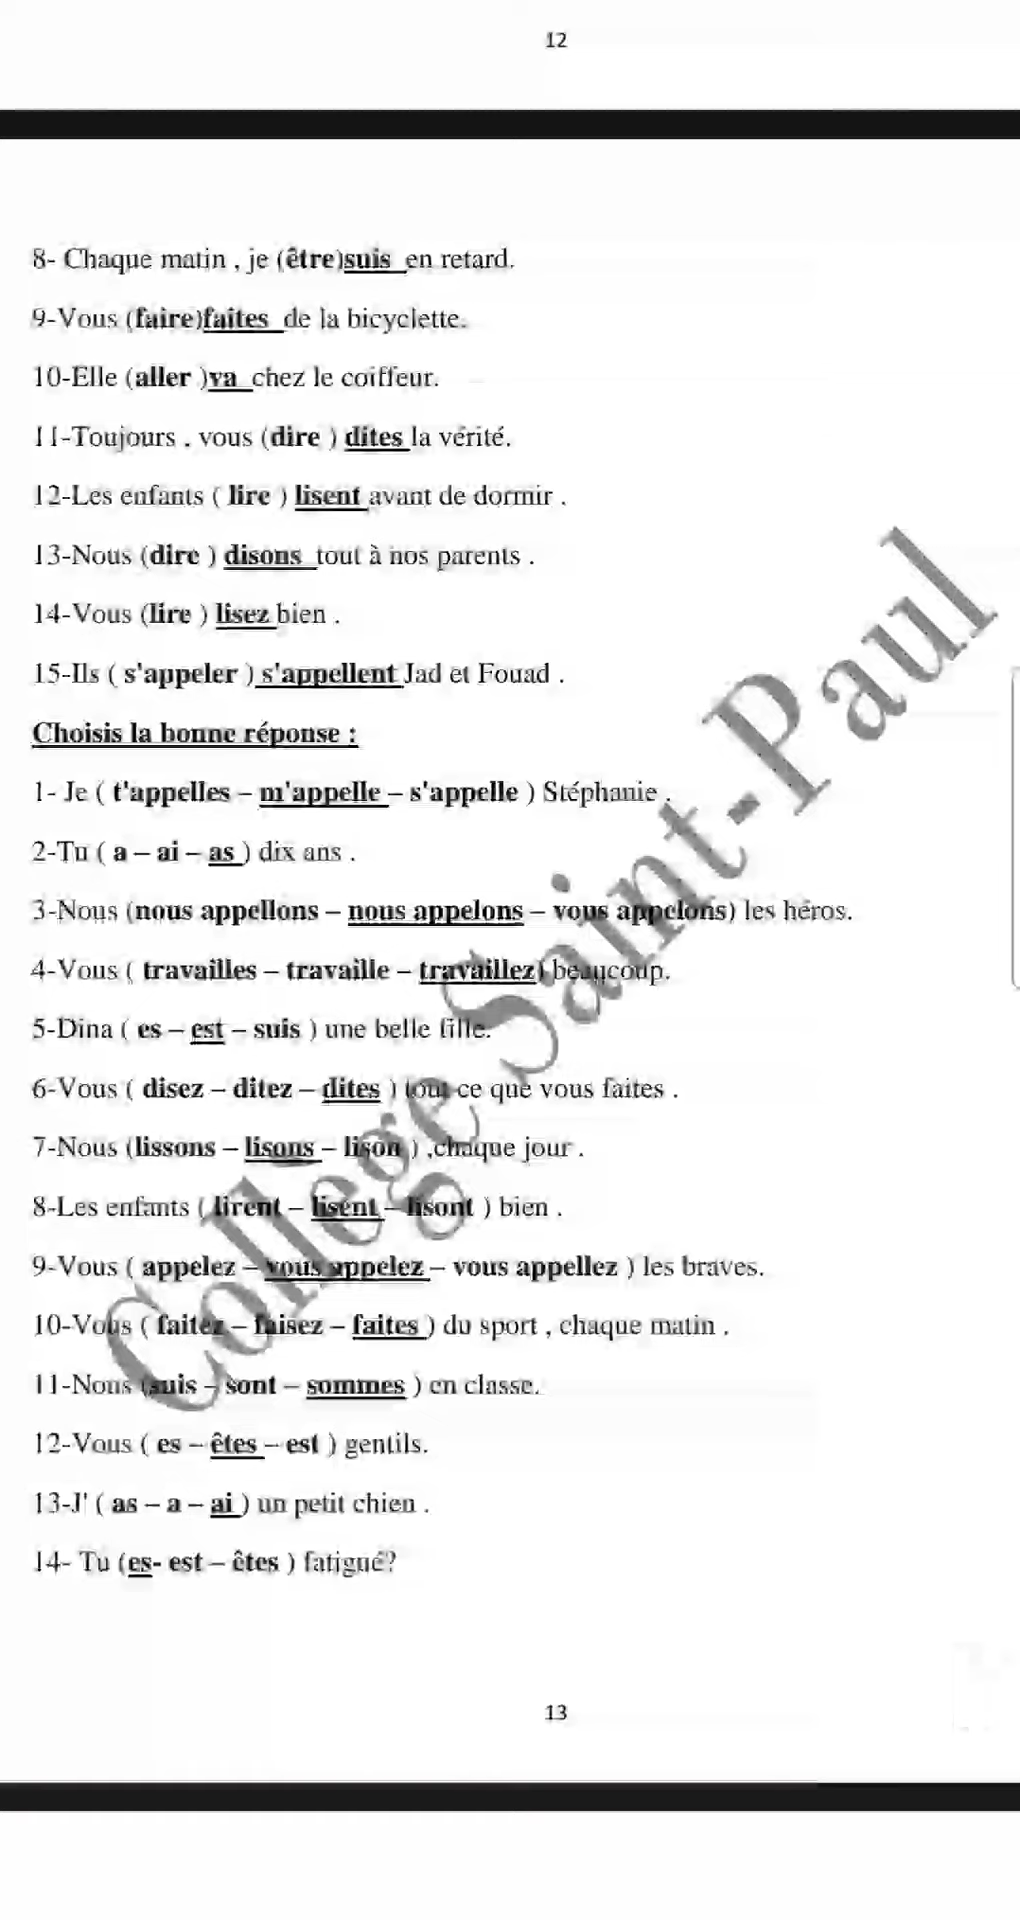 12
8- Chaque matin , je (être)suis en retard.
9-Vous (faire)faites de la bicyclette.
10-Elle (aller )va chez le coiffeur.
11-Toujours , vous (dire ) dites la vérité.
12-Les enfants ( lire ) lisent avant de dormir .
13-Nous (dire ) disons tout à nos parents .
14-Vous (lire ) lisez bien .
15-Ils ( s'appeler ) s'appellent Jad et Fouad .
Choisis la bonne réponse :
1- Je ( t'appelles – m'appelle – s'appelle ) Stéphanie .
2-Tu ( a – ai – as ) dix ans .
3-Nous (nous appellons – nous appelons – vous appelons) les héros.
4-Vous ( travailles – travaille – travaillez) beaucoup.
5-Dina ( es – est – suis ) une belle fille.
6-Vous ( disez – ditez – dites ) tout ce que vous faites .
7-Nous (lissons – lisons – lison ) ,chaque jour .
8-Les enfants ( lirent – lisent – lisont ) bien .
9-Vous ( appelez – vous appelez – vous appellez ) les braves.
10-Vous ( faitez – faisez – faites ) du sport , chaque matin .
11-Nous (suis – sont – sommes ) en classe.
12-Vous ( es – êtes – est ) gentils.
13-J' ( as – a – ai ) un petit chien .
14- Tu (es- est – êtes ) fatigué?
Collège Saint-Paul
13